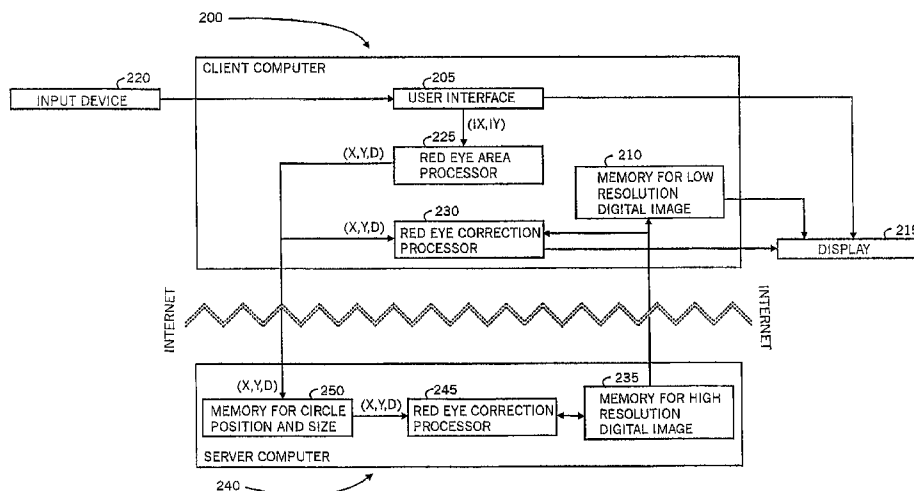 200
CLIENT COMPUTER
220
INPUT DEVICE
205
USER INTERFACE
(IX,IY)
225
(X,Y,D)
RED EYE AREA
PROCESSOR
210
MEMORY FOR LOW
RESOLUTION
DIGITAL IMAGE
230
(X,Y,D)
RED EYE CORRECTION
PROCESSOR
215
DISPLAY
INTERNET
INTERNET
(X,Y,D)
250
MEMORY FOR CIRCLE
POSITION AND SIZE
(X,Y,D)
245
RED EYE CORRECTION
PROCESSOR
235
MEMORY FOR HIGH
RESOLUTION
DIGITAL IMAGE
SERVER COMPUTER
240